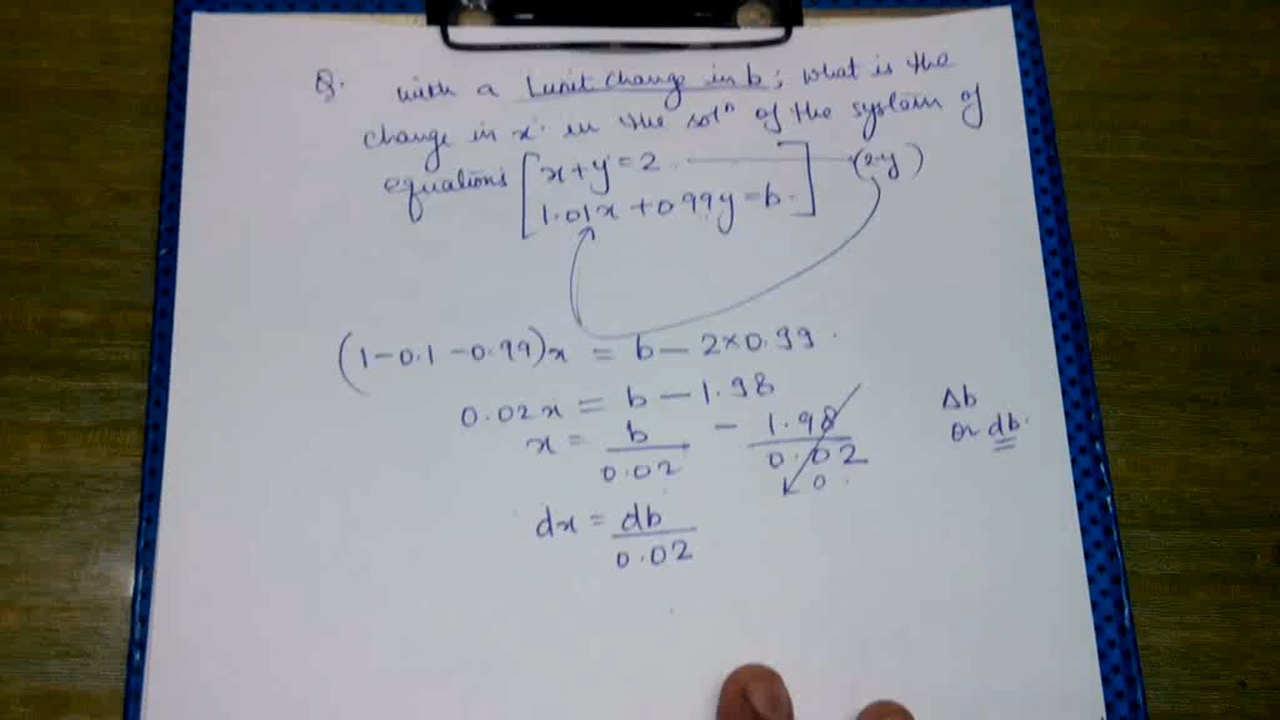 Q. with a 1 unit change in b; what is the
change in x in the solⁿ of the system of
equations [x+y=2 (2-y)
1.01x + 0.99y = b]
(1-0.1-0.99)x = b - 2×0.99.
0.02x = b - 1.98
x = b/0.02 - 1.98/0.02
0.
Δb
or db.
dx = db/0.02